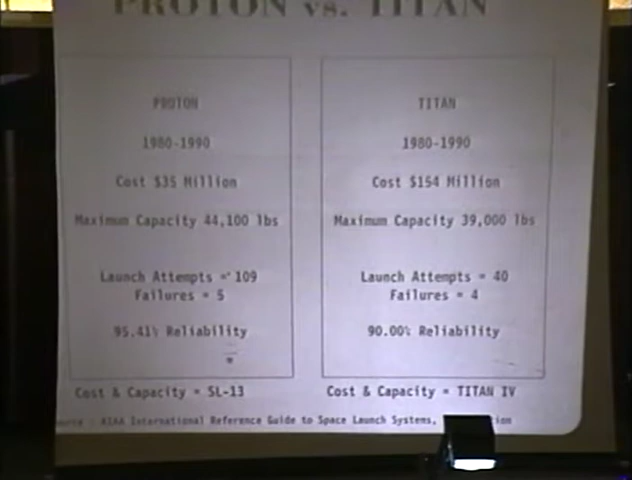 PROTON vs. TITAN
PROTON
1980-1990
Cost $35 Million
Maximum Capacity 44,100 lbs
Launch Attempts = 109
Failures = 5
95.41% Reliability
Cost & Capacity = SL-13
TITAN
1980-1990
Cost $154 Million
Maximum Capacity 39,000 lbs
Launch Attempts = 40
Failures = 4
90.00% Reliability
Cost & Capacity = TITAN IV
: AIAA International Reference Guide to Space Launch Systems,